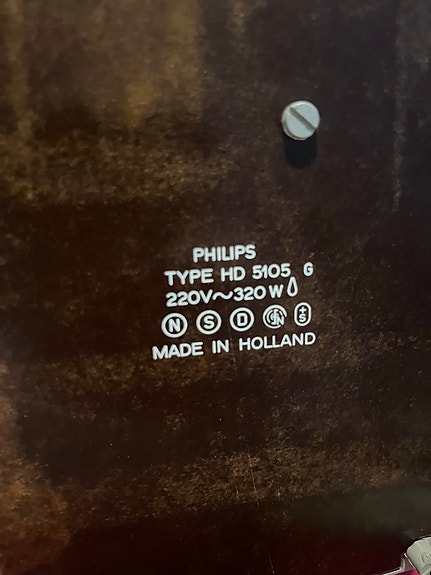 PHILIPS
TYPE HD 5105 G
220V~320W
N S D +S
MADE IN HOLLAND